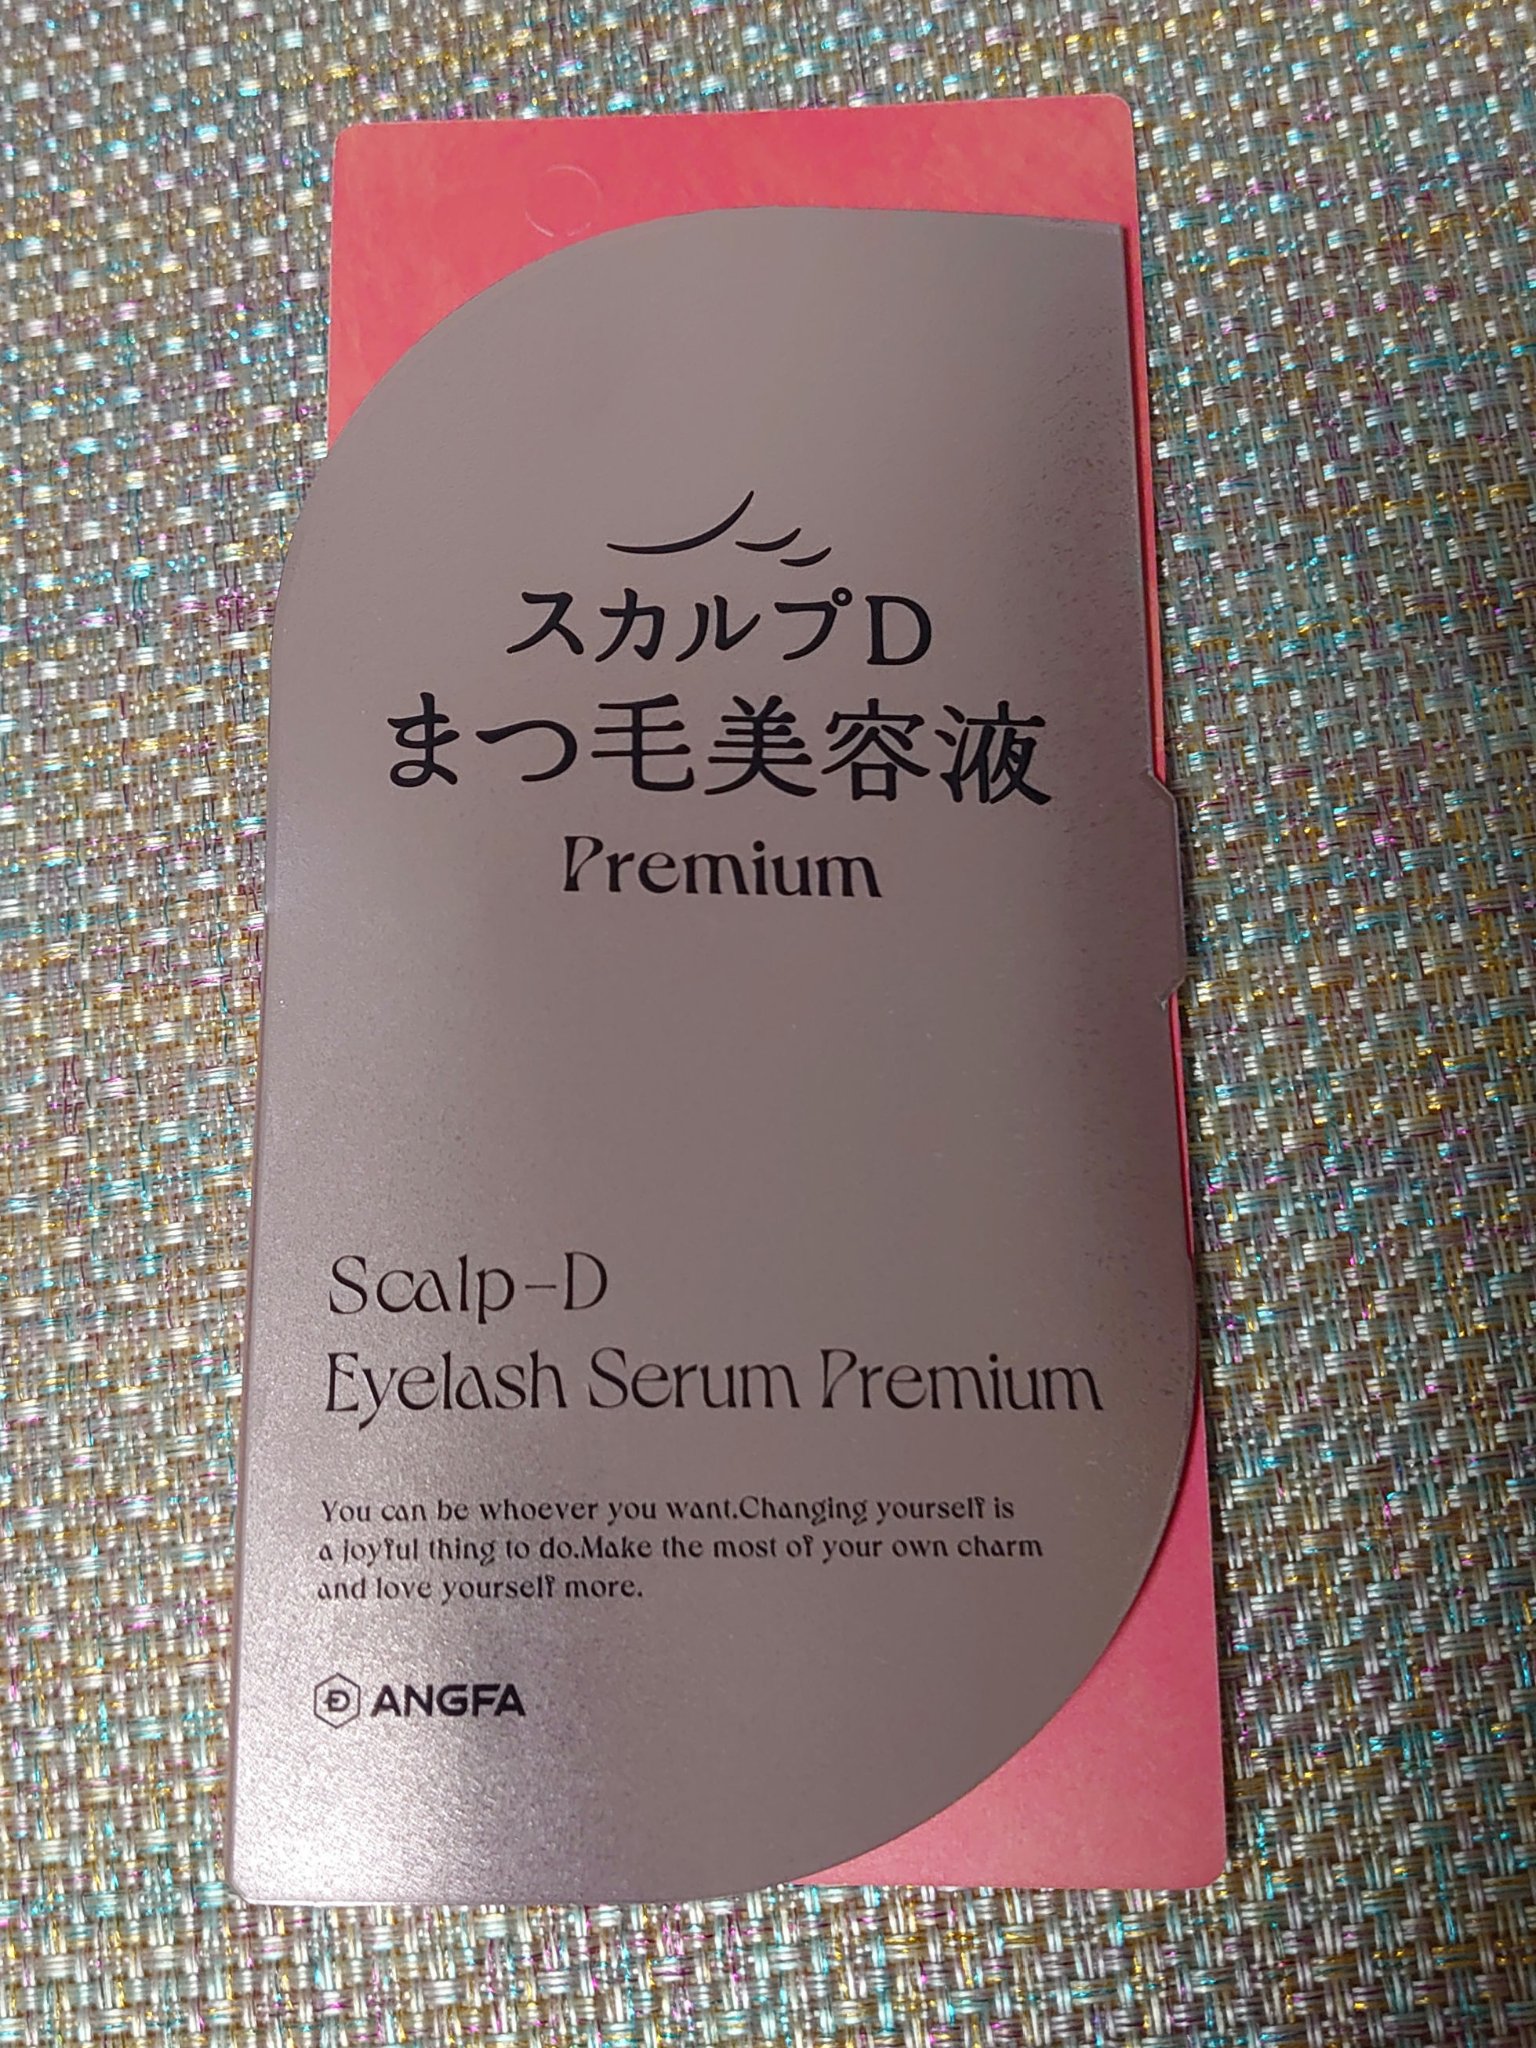 スカルプD
まつ毛美容液
Premium
Scalp-D
Eyelash Serum Premium
You can be whoever you want.Changing yourself is
a joyful thing to do.Make the most of your own charm
and love yourself more.
ANGFA